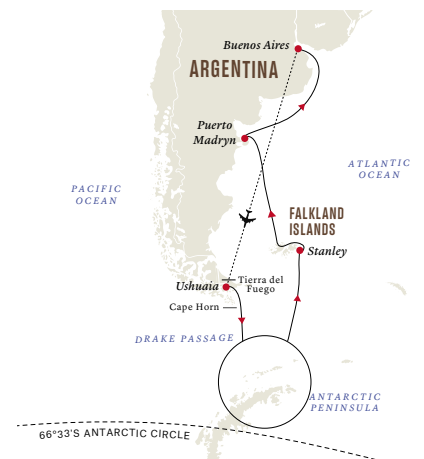 Buenos Aires
ARGENTINA
Puerto
Madryn
ATLANTIC
OCEAN
PACIFIC
OCEAN
FALKLAND
ISLANDS
Stanley
Ushuaia
Tierra del
Fuego
Cape Horn
DRAKE PASSAGE
ANTARCTIC
PENINSULA
66°33'S ANTARCTIC CIRCLE